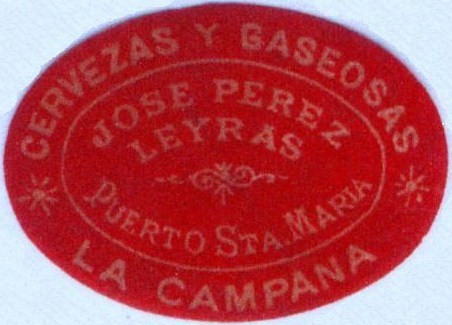 CERVEZAS Y GASEOSAS
JOSE PEREZ
LEYRAS
PUERTO STA. MARIA
LA CAMPANA